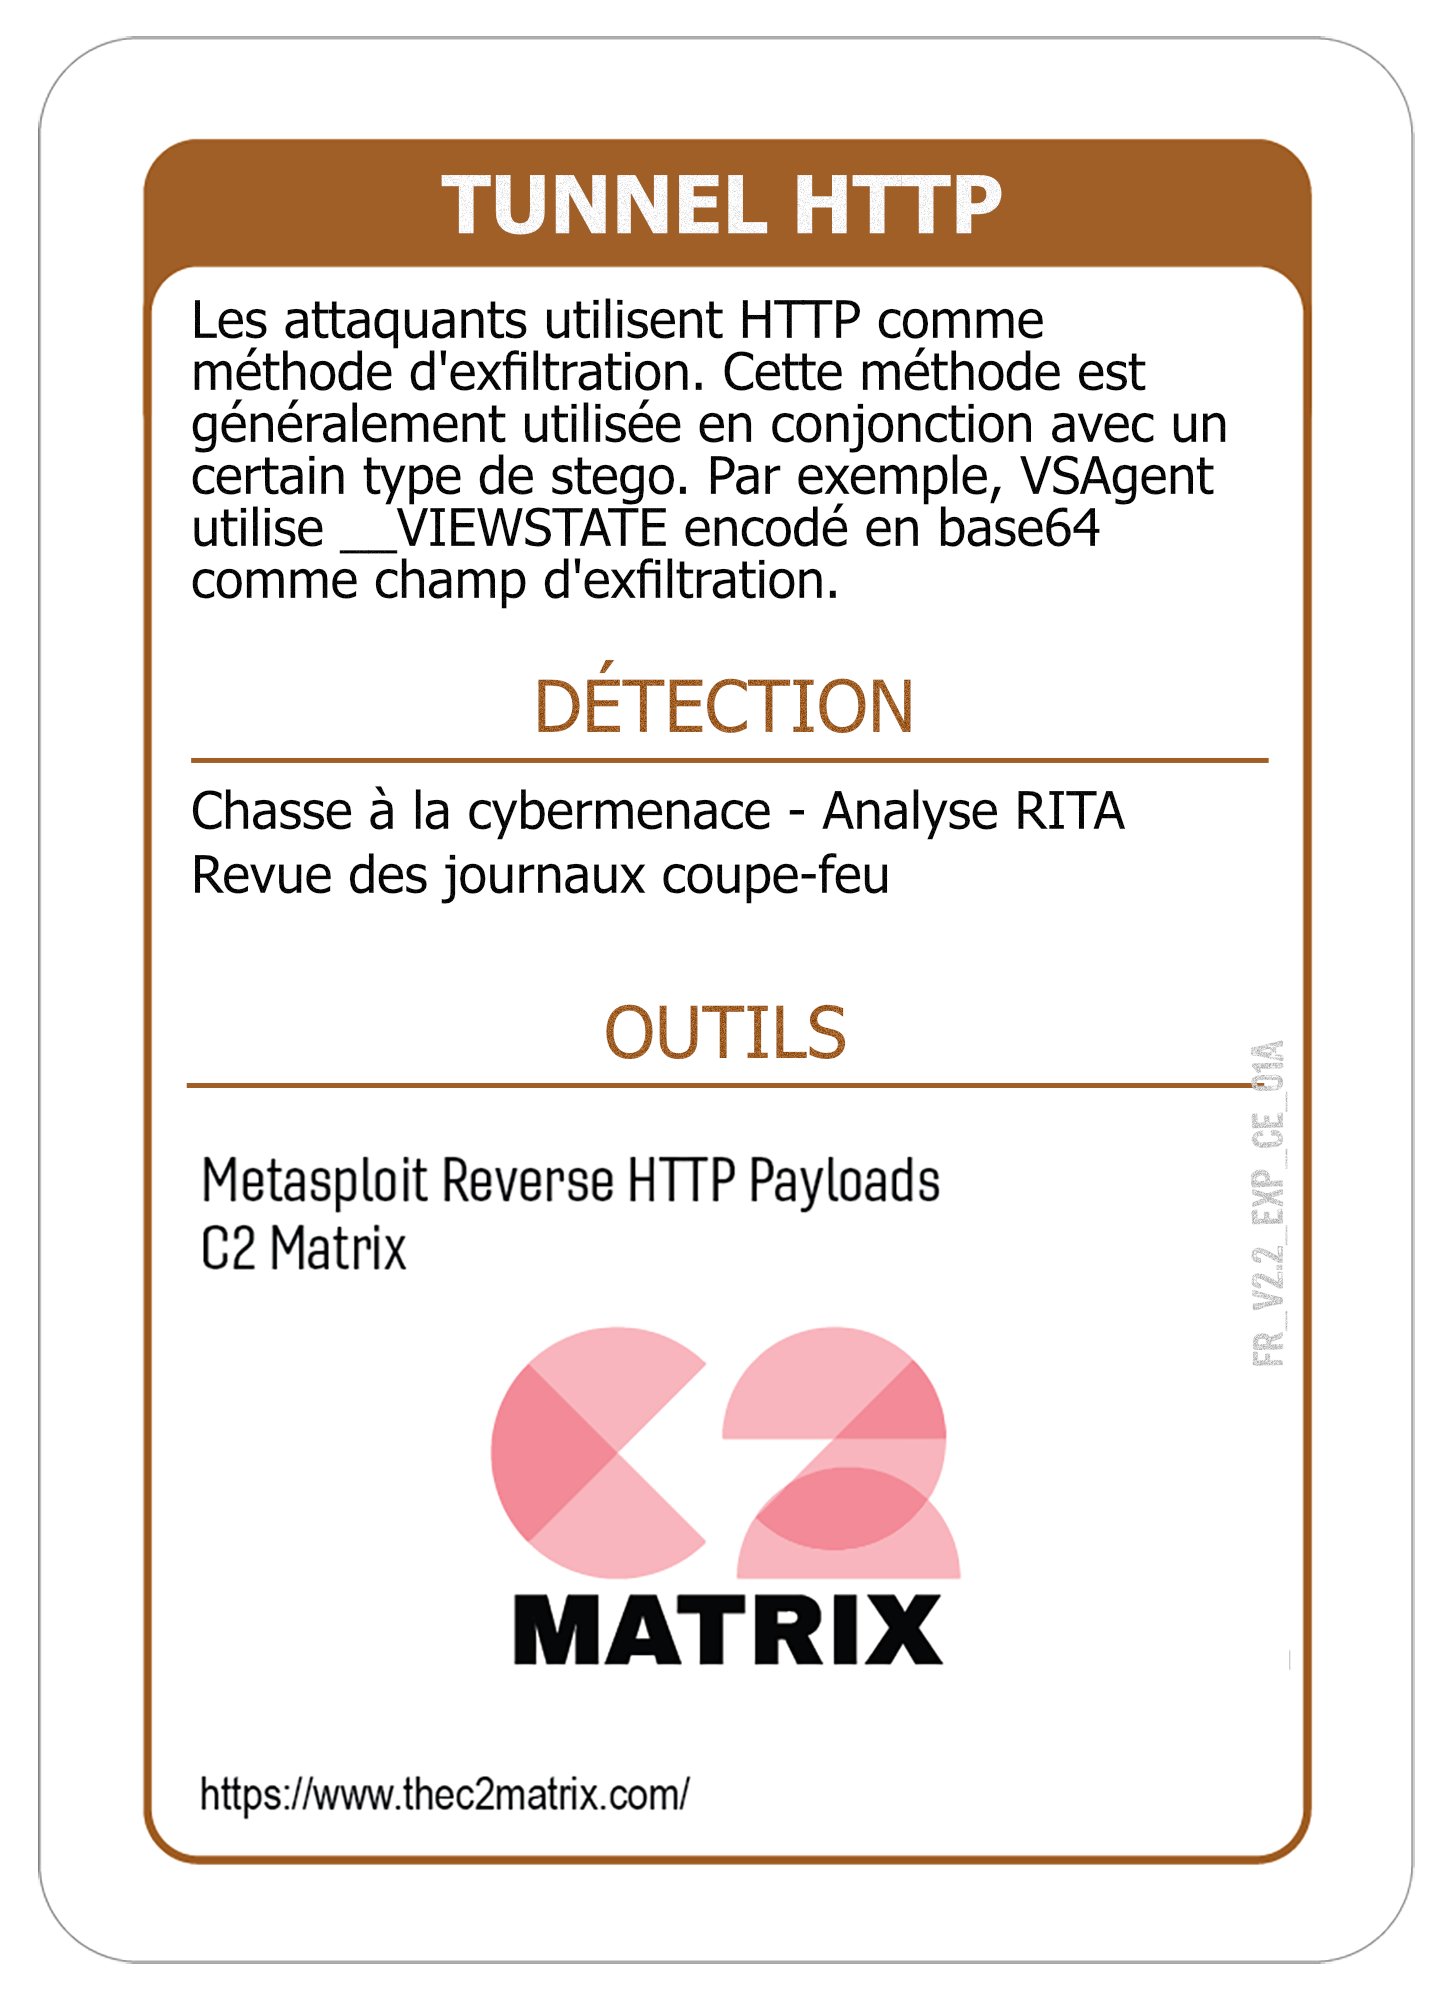 TUNNEL HTTP
Les attaquants utilisent HTTP comme
méthode d'exfiltration. Cette méthode est
généralement utilisée en conjonction avec un
certain type de stego. Par exemple, VSAgent
utilise __VIEWSTATE encodé en base64
comme champ d'exfiltration.
DÉTECTION
Chasse à la cybermenace - Analyse RITA
Revue des journaux coupe-feu
OUTILS
FR_V2.2_EXP_CE_01A
Metasploit Reverse HTTP Payloads
C2 Matrix
C2
MATRIX
https://www.thec2matrix.com/